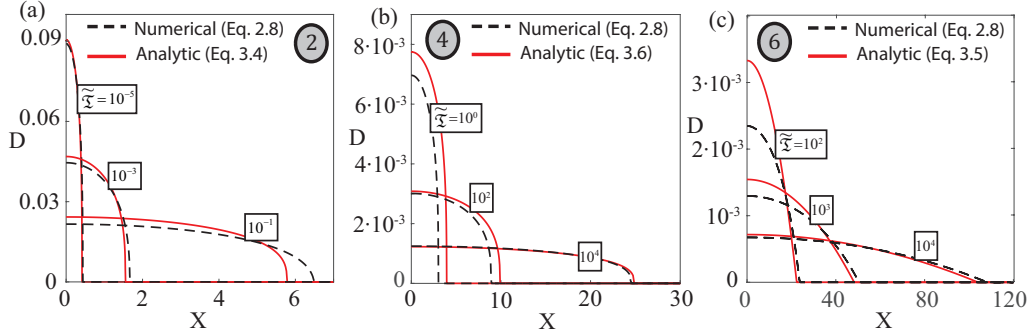 (a)
0.09
0.06
D
0.03
0
0
2
4
6
X
Numerical (Eq. 2.8)
Analytic (Eq. 3.4)
2
𝔗̃ = 10⁻⁵
10⁻³
10⁻¹
(b)
8·10⁻³
6·10⁻³
D
4·10⁻³
2·10⁻³
0
0
10
20
30
X
4
Numerical (Eq. 2.8)
Analytic (Eq. 3.6)
𝔗̃ = 10⁰
10²
10⁴
(c)
3·10⁻³
D
2·10⁻³
1·10⁻³
0
0
40
80
120
X
6
Numerical (Eq. 2.8)
Analytic (Eq. 3.5)
𝔗̃ = 10²
10³
10⁴